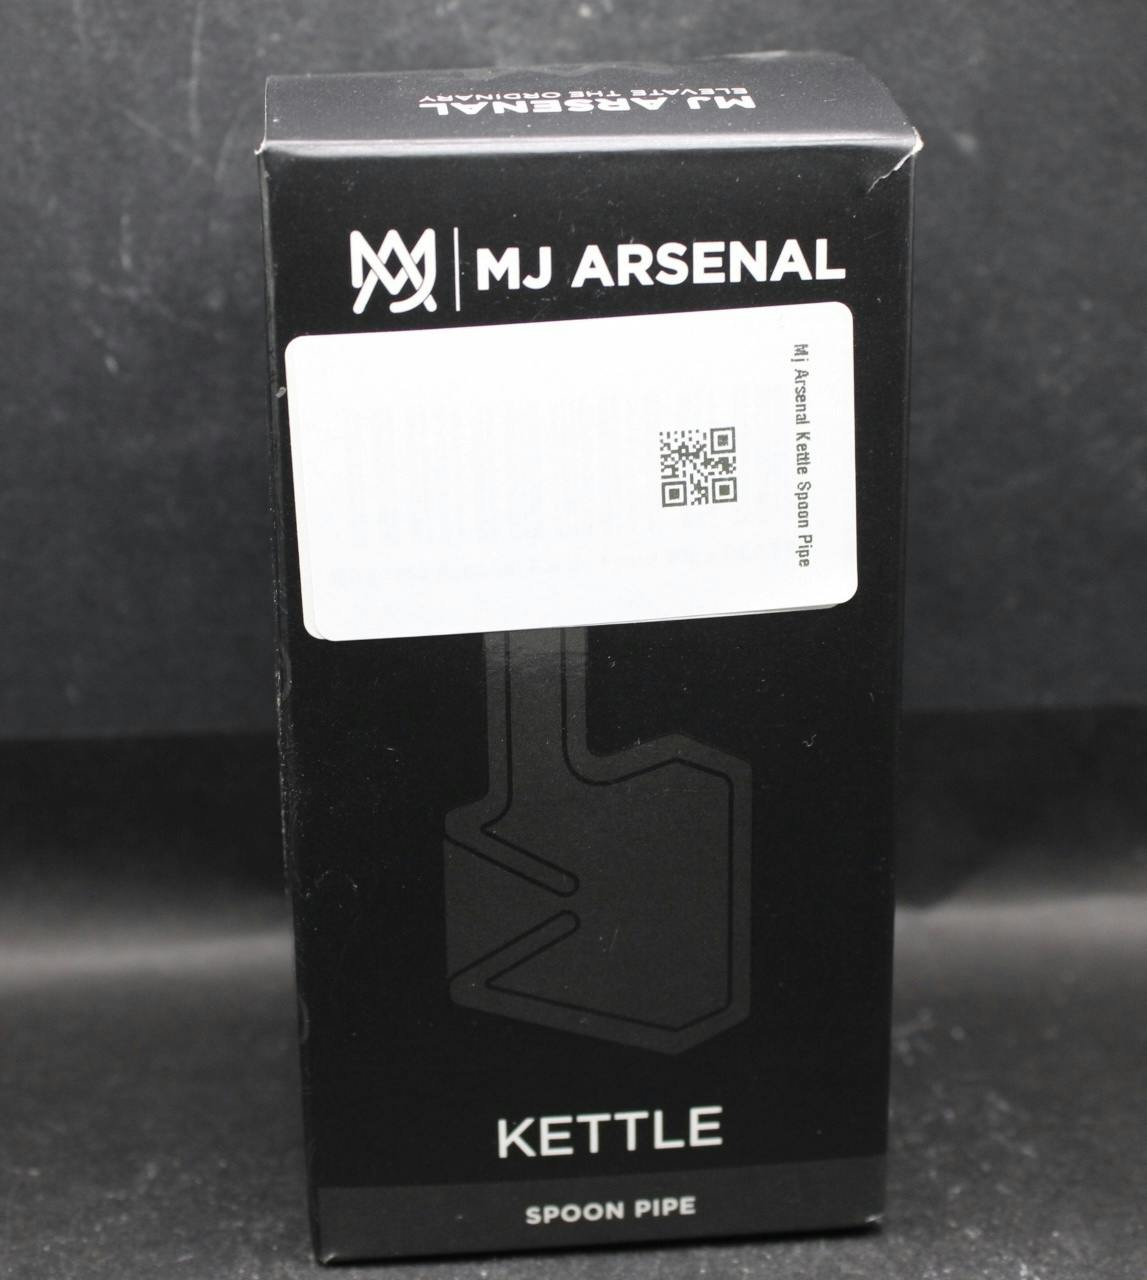 MJ ARSENAL
ELEVATE THE ORDINARY
MJ ARSENAL
Mj Arsenal Kettle Spoon Pipe
KETTLE
SPOON PIPE